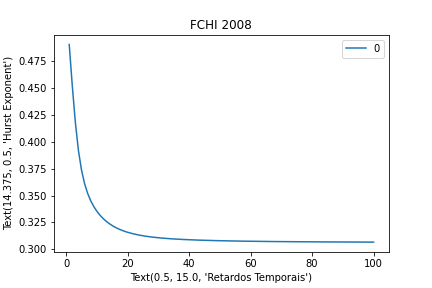 FCHI 2008
0
Text(14.375, 0.5, 'Hurst Exponent')
0.475
0.450
0.425
0.400
0.375
0.350
0.325
0.300
0 20 40 60 80 100
Text(0.5, 15.0, 'Retardos Temporais')